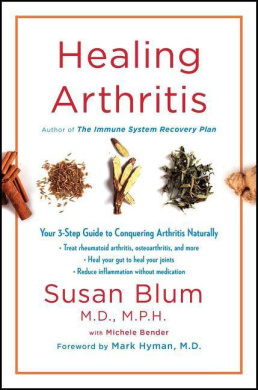 Healing
Arthritis
Author of The Immune System Recovery Plan
Your 3-Step Guide to Conquering Arthritis Naturally
• Treat rheumatoid arthritis, osteoarthritis, and more
• Heal your gut to heal your joints
• Reduce inflammation without medication
Susan Blum
M.D., M.P.H.
with Michele Bender
Foreword by Mark Hyman, M.D.